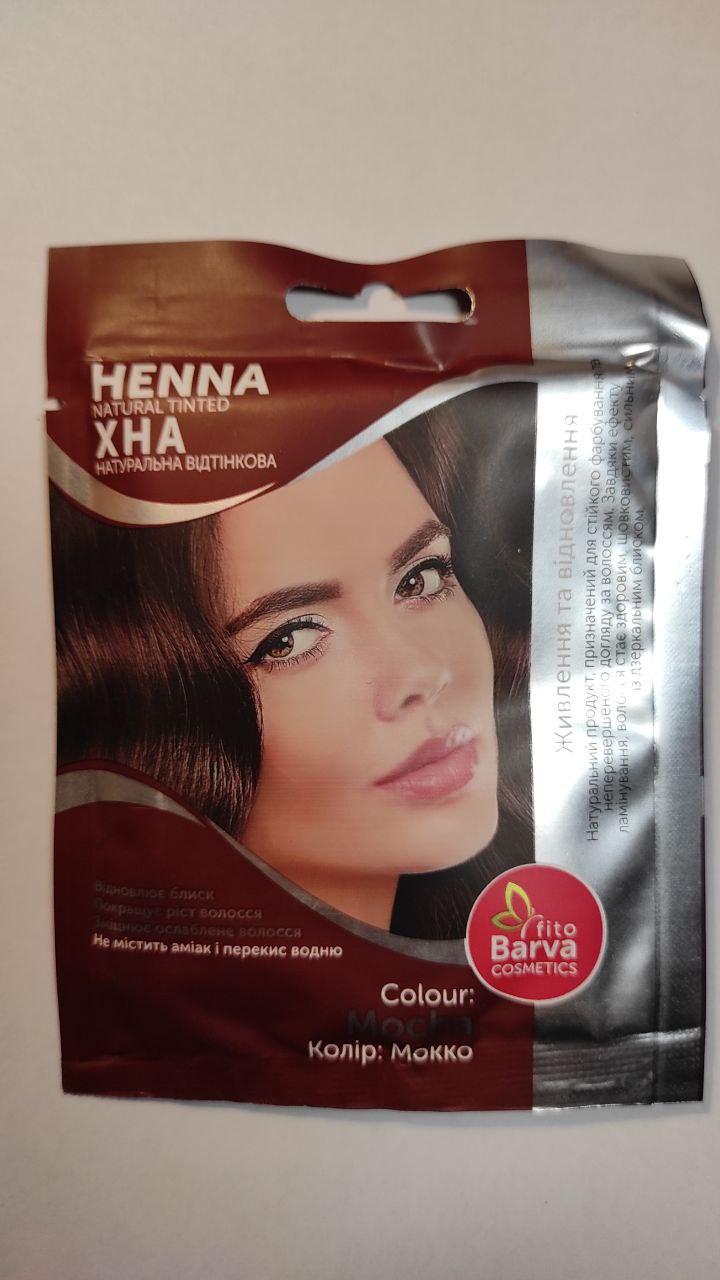 HENNA
NATURAL TINTED
ХНА
НАТУРАЛЬНА ВІДТІНКОВА
Живлення та відновлення
Натуральний продукт, призначений для стійкого фарбування та
неперевершеного догляду за волоссям. Завдяки ефекту
ламінування, волосся стає здоровим, шовковистим, сильним
із дзеркальним блиском.
Відновлює блиск
Покращує ріст волосся
Зміцнює ослаблене волосся
Не містить аміак і перекис водню
fito
Barva
COSMETICS
Colour:
Mocha
Колір: Мокко